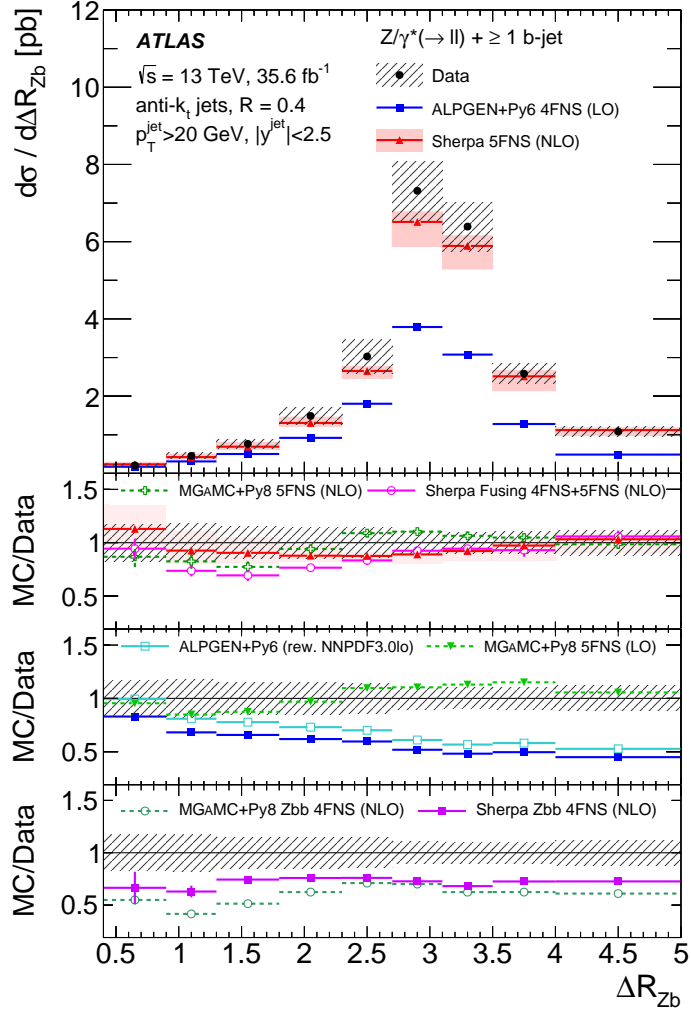 dσ / dΔR_Zb [pb]
12
10
8
6
4
2
ATLAS
√s = 13 TeV, 35.6 fb⁻¹
anti-k_t jets, R = 0.4
p_T^jet>20 GeV, |y^jet|<2.5
Z/γ*(→ ll) + ≥ 1 b-jet
Data
ALPGEN+Py6 4FNS (LO)
Sherpa 5FNS (NLO)
MC/Data
1.5
1
0.5
MGAMC+Py8 5FNS (NLO)
Sherpa Fusing 4FNS+5FNS (NLO)
MC/Data
1.5
1
0.5
ALPGEN+Py6 (rew. NNPDF3.0lo)
MGAMC+Py8 5FNS (LO)
MC/Data
1.5
1
0.5
MGAMC+Py8 Zbb 4FNS (NLO)
Sherpa Zbb 4FNS (NLO)
0.5 1 1.5 2 2.5 3 3.5 4 4.5 5
ΔR_Zb